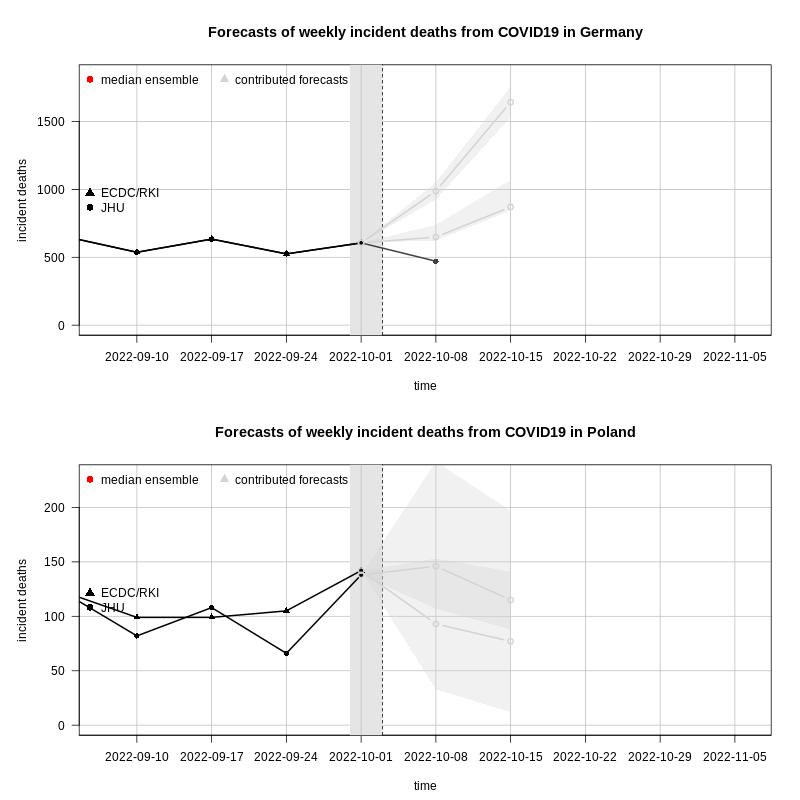 Forecasts of weekly incident deaths from COVID19 in Germany
median ensemble contributed forecasts
1500
1000
500
0
incident deaths
ECDC/RKI
JHU
2022-09-10 2022-09-17 2022-09-24 2022-10-01 2022-10-08 2022-10-15 2022-10-22 2022-10-29 2022-11-05
time
Forecasts of weekly incident deaths from COVID19 in Poland
median ensemble contributed forecasts
200
150
100
50
0
incident deaths
ECDC/RKI
JHU
2022-09-10 2022-09-17 2022-09-24 2022-10-01 2022-10-08 2022-10-15 2022-10-22 2022-10-29 2022-11-05
time